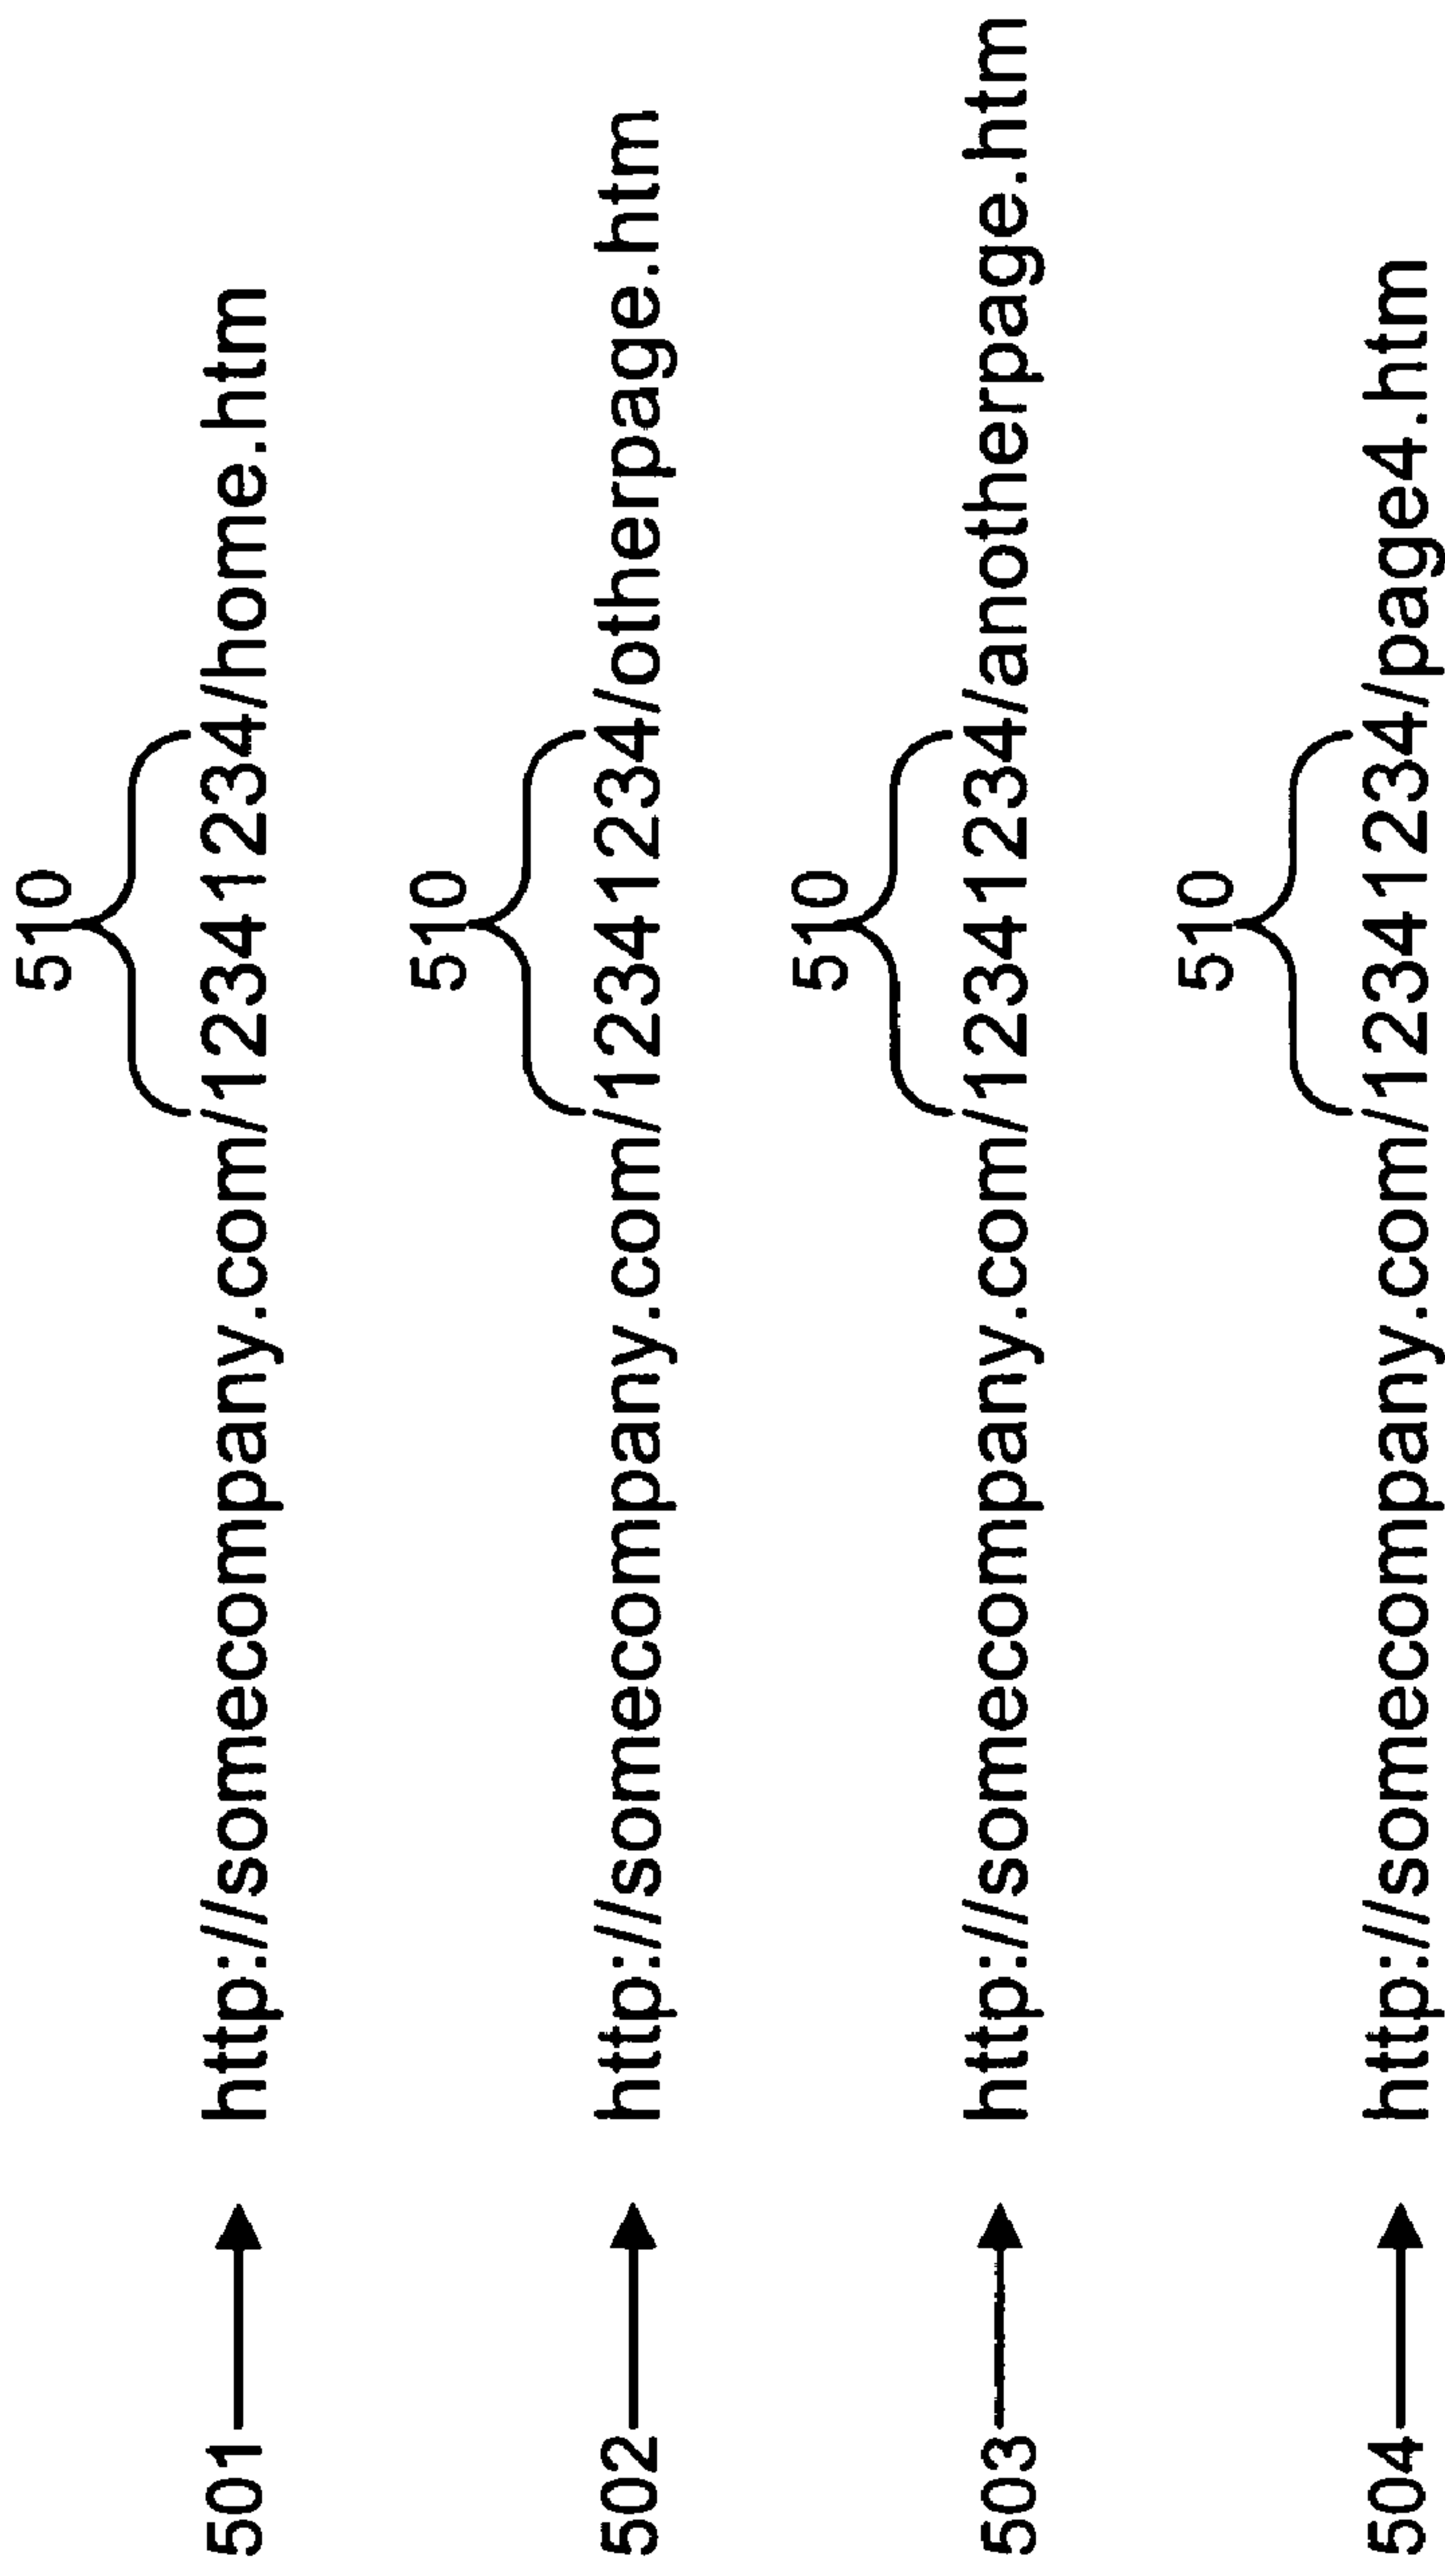 510
501 http://somecompany.com/12341234/home.htm
510
502 http://somecompany.com/12341234/otherpage.htm
510
503 http://somecompany.com/12341234/anotherpage.htm
510
504 http://somecompany.com/12341234/page4.htm